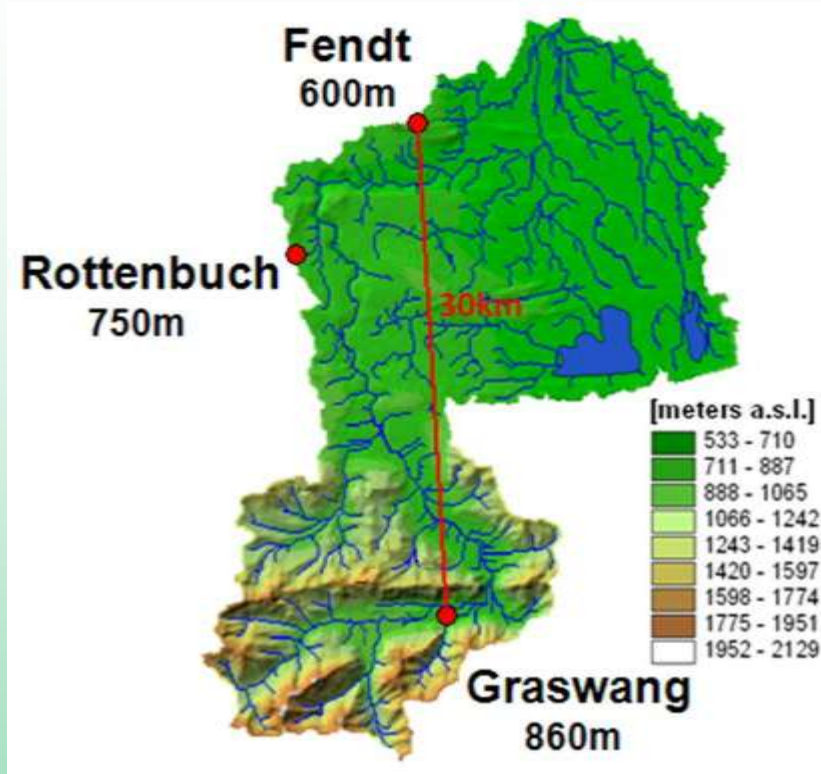 Fendt
600m
Rottenbuch
750m
30km
[meters a.s.l.]
533 - 710
711 - 887
888 - 1065
1066 - 1242
1243 - 1419
1420 - 1597
1598 - 1774
1775 - 1951
1952 - 2129
Graswang
860m